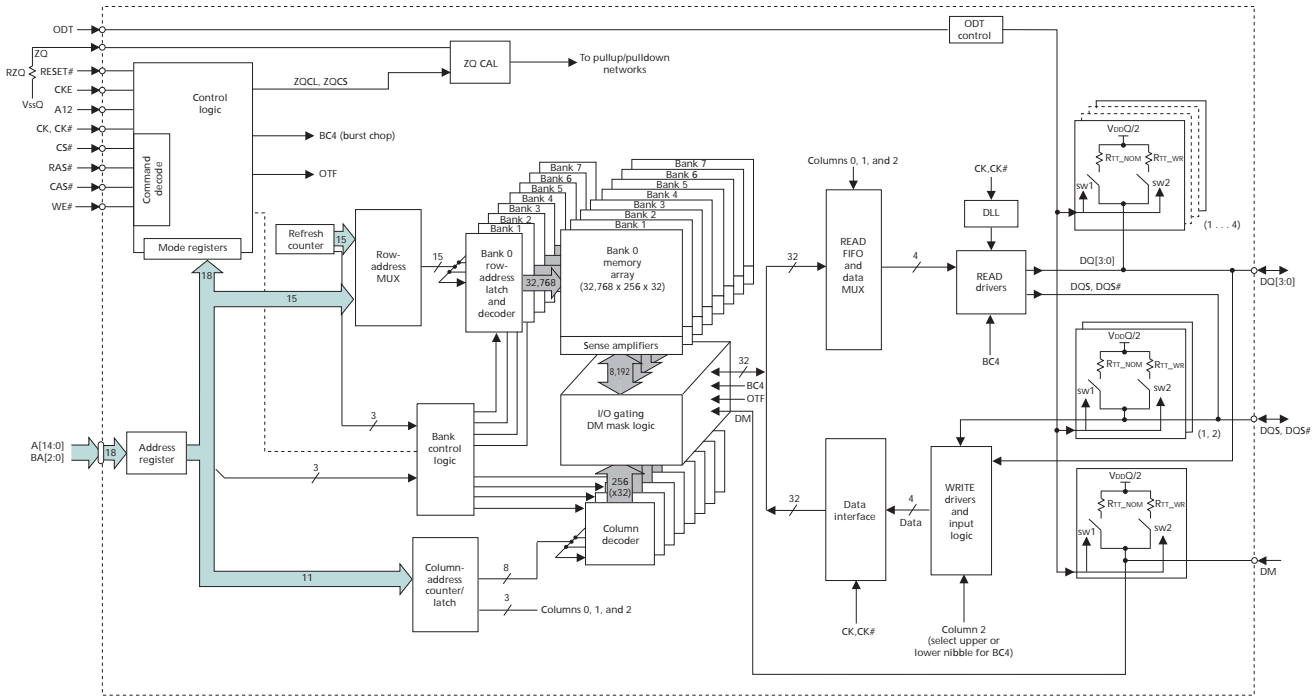 ODT
ODT
control
ZQ
RZQ
VssQ
RESET#
CKE
A12
CK, CK#
CS#
RAS#
CAS#
WE#
Control
logic
Command
decode
Mode registers
ZQCL, ZQCS
ZQ CAL
To pullup/pulldown
networks
BC4 (burst chop)
OTF
Refresh
counter
15
18
15
Row-
address
MUX
15
Bank 7
Bank 6
Bank 5
Bank 4
Bank 3
Bank 2
Bank 1
Bank 0
row-
address
latch
and
decoder
32,768
Bank 7
Bank 6
Bank 5
Bank 4
Bank 3
Bank 2
Bank 1
Bank 0
memory
array
(32,768 x 256 x 32)
Sense amplifiers
8,192
I/O gating
DM mask logic
32
BC4
OTF
DM
256
(x32)
Column
decoder
A[14:0]
BA[2:0]
18
Address
register
3
3
Bank
control
logic
11
Column-
address
counter/
latch
8
3
Columns 0, 1, and 2
Columns 0, 1, and 2
32
READ
FIFO
and
data
MUX
4
CK,CK#
DLL
READ
drivers
BC4
DQ[3:0]
DQS, DQS#
32
Data
interface
4
Data
WRITE
drivers
and
input
logic
CK,CK#
Column 2
(select upper or
lower nibble for BC4)
VDDQ/2
RTT_NOM
RTT_WR
sw1
sw2
(1 . . . 4)
DQ[3:0]
VDDQ/2
RTT_NOM
RTT_WR
sw1
sw2
(1, 2)
DQS, DQS#
VDDQ/2
RTT_NOM
RTT_WR
sw1
sw2
DM